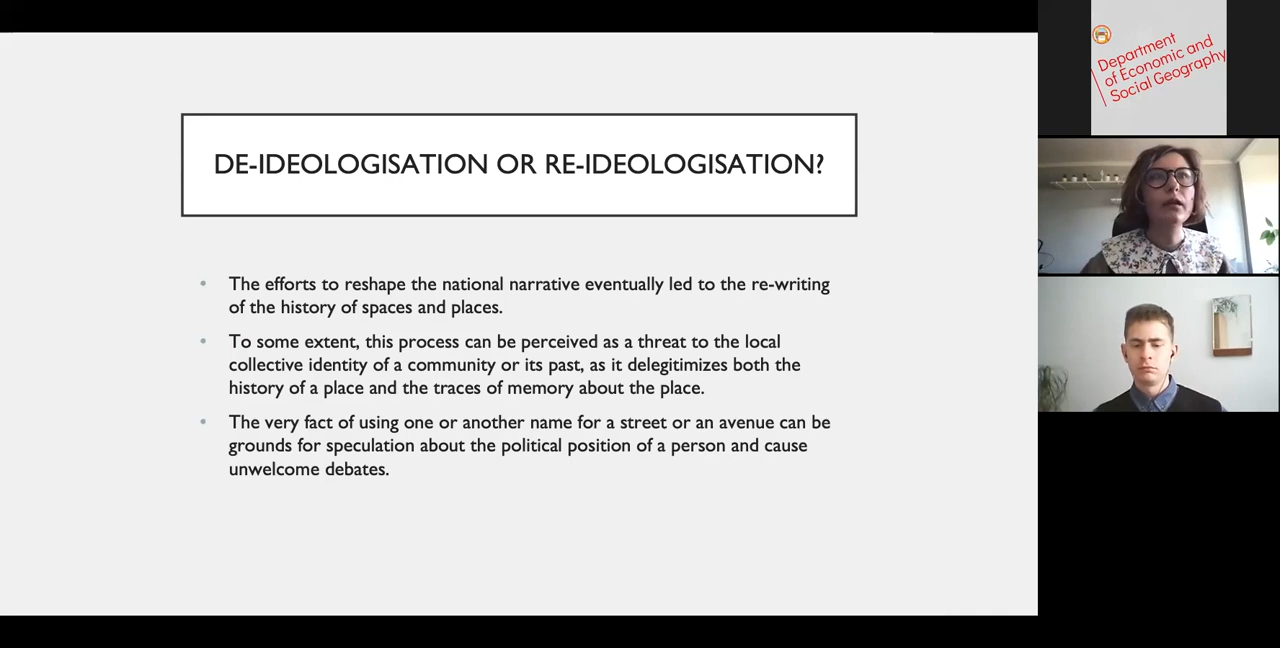 DE-IDEOLOGISATION OR RE-IDEOLOGISATION?
• The efforts to reshape the national narrative eventually led to the re-writing
of the history of spaces and places.
• To some extent, this process can be perceived as a threat to the local
collective identity of a community or its past, as it delegitimizes both the
history of a place and the traces of memory about the place.
• The very fact of using one or another name for a street or an avenue can be
grounds for speculation about the political position of a person and cause
unwelcome debates.
Department
of Economic and
Social Geography